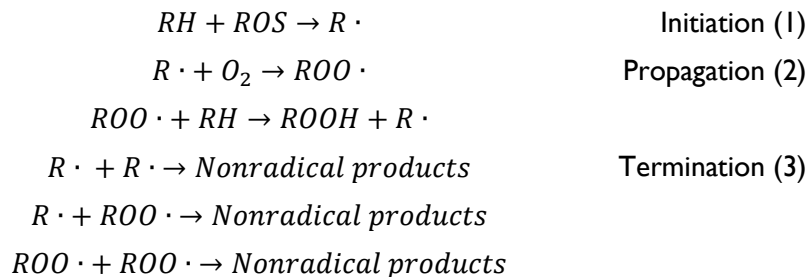 RH + ROS → R · Initiation (1)
R · + O₂ → ROO · Propagation (2)
ROO · + RH → ROOH + R ·
R · + R · → Nonradical products Termination (3)
R · + ROO · → Nonradical products
ROO · + ROO · → Nonradical products